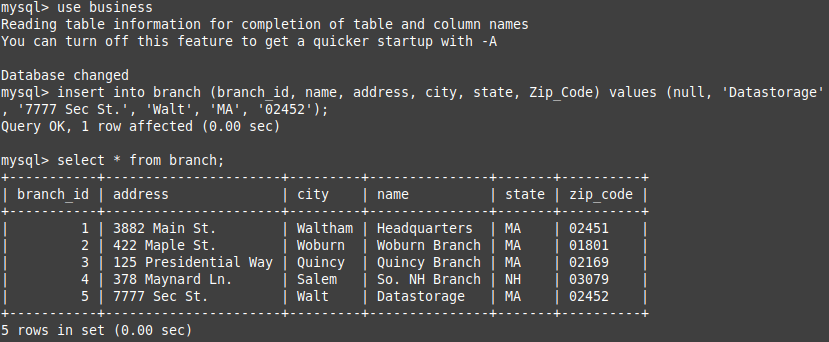 mysql> use business
Reading table information for completion of table and column names
You can turn off this feature to get a quicker startup with -A
Database changed
mysql> insert into branch (branch_id, name, address, city, state, Zip_Code) values (null, 'Datastorage'
, '7777 Sec St.', 'Walt', 'MA', '02452');
Query OK, 1 row affected (0.00 sec)
mysql> select * from branch;
+-----------+----------------------+---------+--------------+-------+----------+
| branch_id | address              | city    | name         | state | zip_code |
+-----------+----------------------+---------+--------------+-------+----------+
|         1 | 3882 Main St.        | Waltham | Headquarters | MA    | 02451    |
|         2 | 422 Maple St.        | Woburn  | Woburn Branch | MA    | 01801    |
|         3 | 125 Presidential Way | Quincy  | Quincy Branch | MA    | 02169    |
|         4 | 378 Maynard Ln.      | Salem   | So. NH Branch | NH    | 03079    |
|         5 | 7777 Sec St.         | Walt    | Datastorage  | MA    | 02452    |
+-----------+----------------------+---------+--------------+-------+----------+
5 rows in set (0.00 sec)